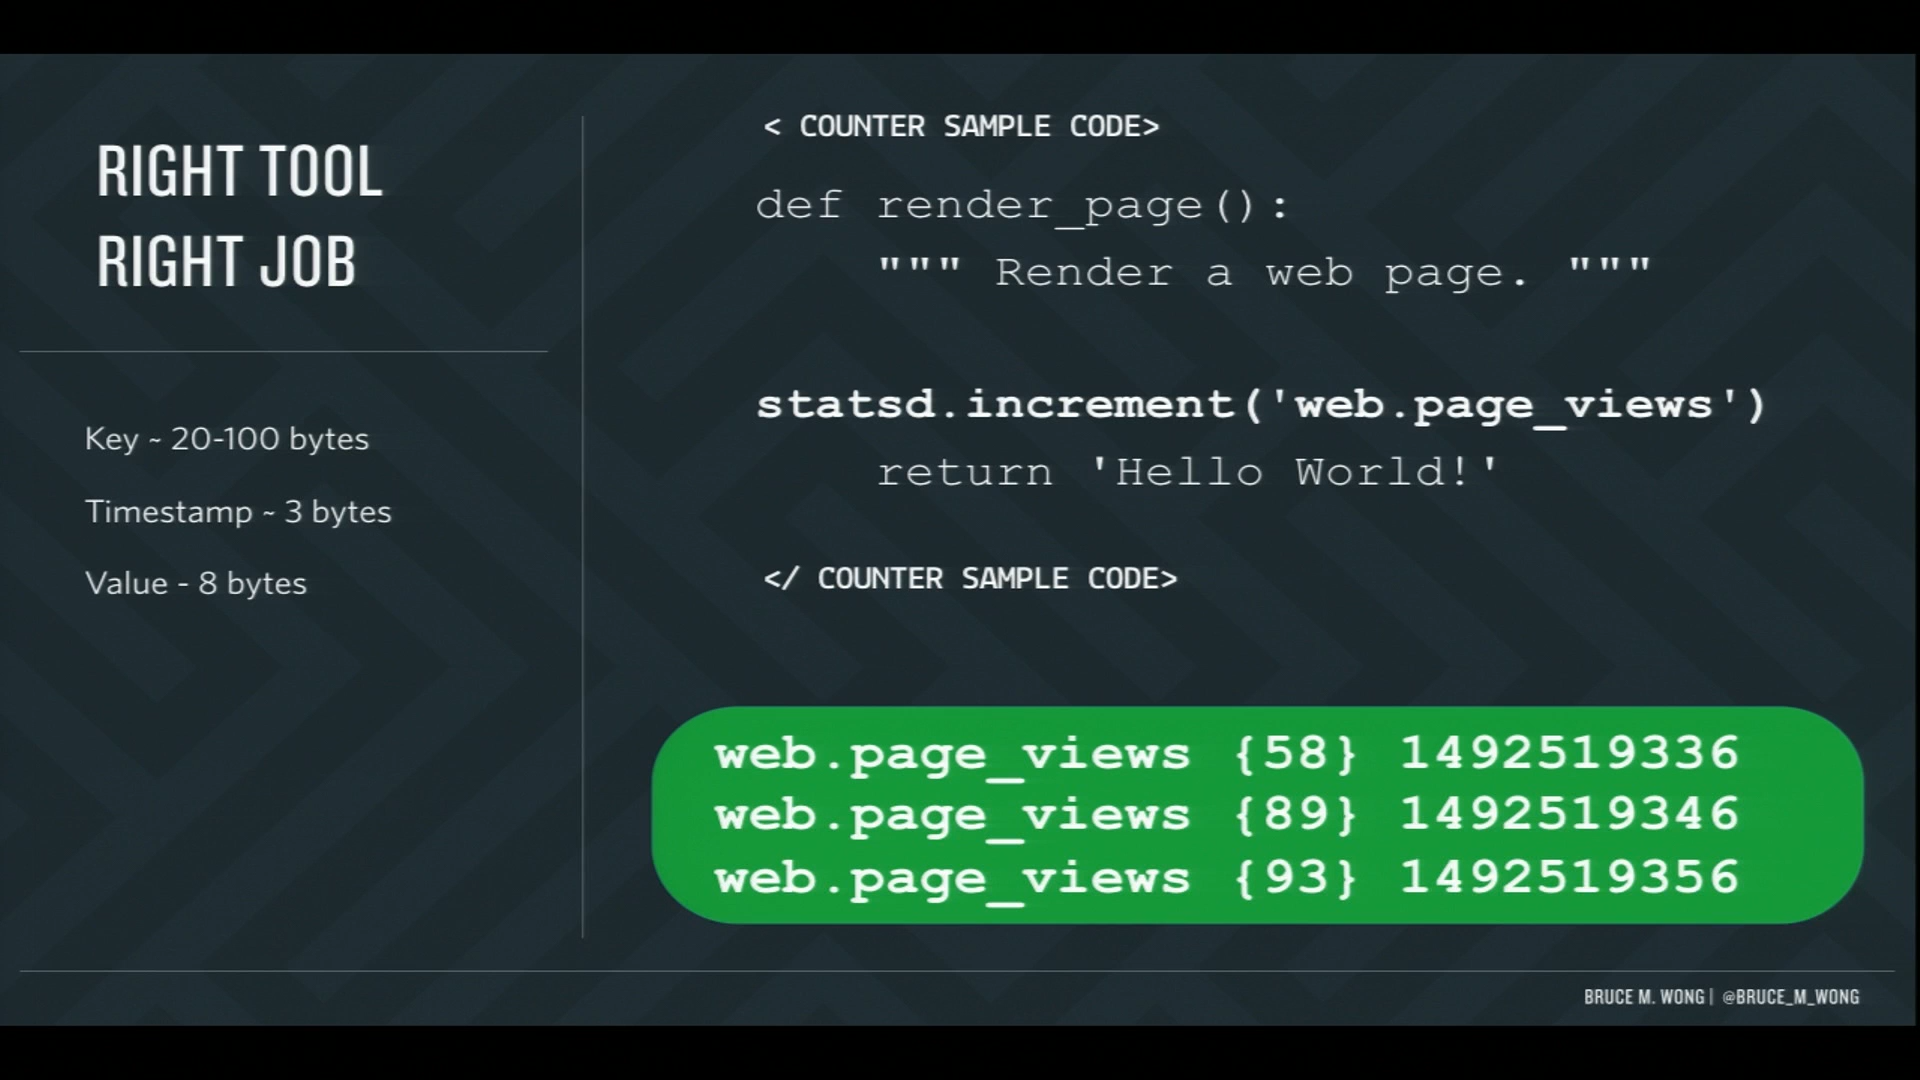 RIGHT TOOL
RIGHT JOB
Key ~ 20-100 bytes
Timestamp ~ 3 bytes
Value - 8 bytes
< COUNTER SAMPLE CODE>
def render_page():
    """ Render a web page. """
statsd.increment('web.page_views')
    return 'Hello World!'
</ COUNTER SAMPLE CODE>
web.page_views {58} 1492519336
web.page_views {89} 1492519346
web.page_views {93} 1492519356
BRUCE M. WONG | @BRUCE_M_WONG